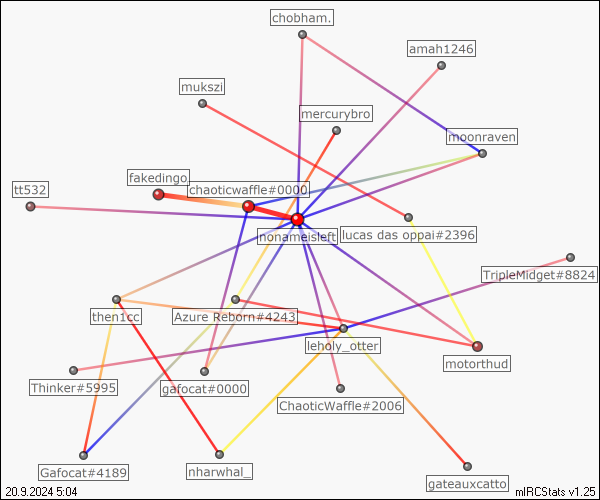 chobham.
amah1246
mukszi
mercurybro
moonraven
fakedingo
chaoticwaffle#0000
tt532
nonameisleft
lucas das oppai#2396
TripleMidget#8824
then1cc
Azure Reborn#4243
leholy_otter
motorthud
Thinker#5995
gafocat#0000
ChaoticWaffle#2006
Gafocat#4189
nharwhal_
gateauxcatto
20.9.2024 5:04
mIRCStats v1.25